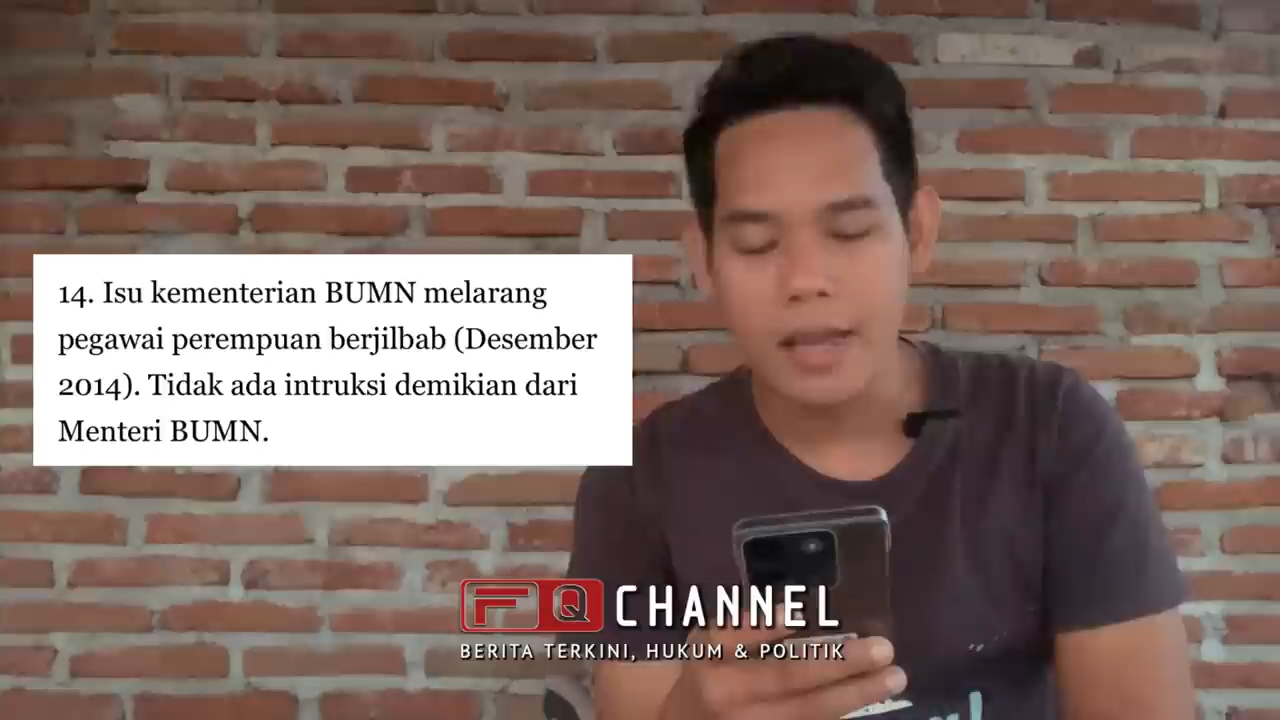 14. Isu kementerian BUMN melarang
pegawai perempuan berjilbab (Desember
2014). Tidak ada intruksi demikian dari
Menteri BUMN.
FQ CHANNEL
BERITA TERKINI, HUKUM & POLITIK